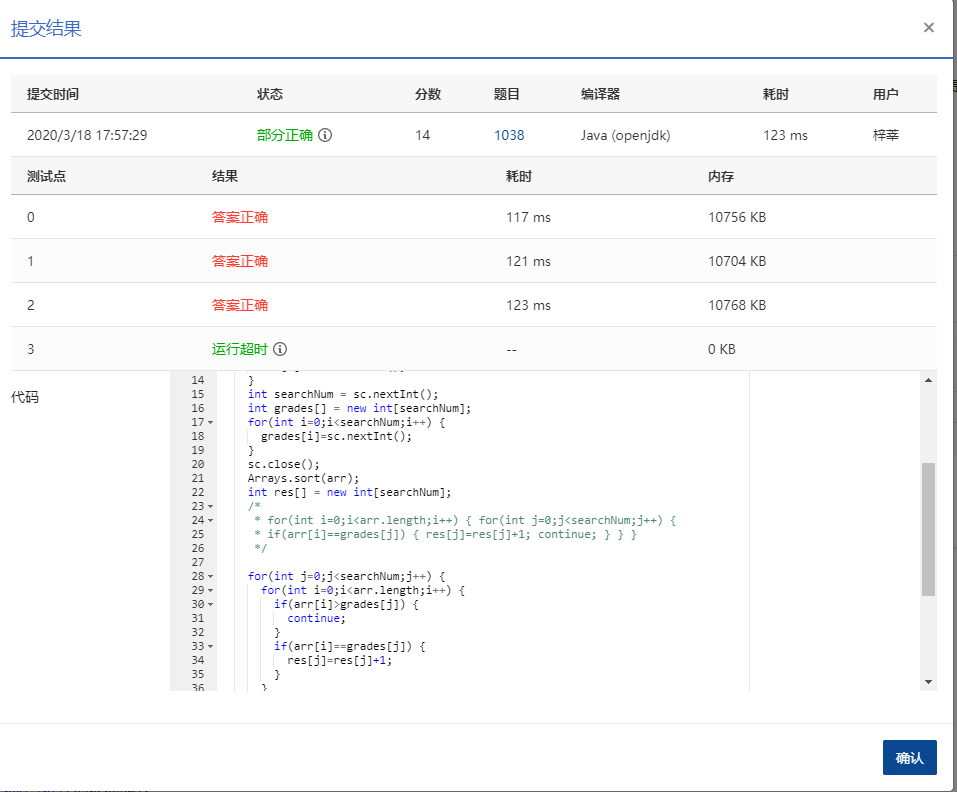 提交结果
×
提交时间 状态 分数 题目 编译器 耗时 用户
2020/3/18 17:57:29 部分正确 14 1038 Java (openjdk) 123 ms 梓莘
测试点 结果 耗时 内存
0 答案正确 117 ms 10756 KB
1 答案正确 121 ms 10704 KB
2 答案正确 123 ms 10768 KB
3 运行超时 -- 0 KB
代码
14 }
15 int searchNum = sc.nextInt();
16 int grades[] = new int[searchNum];
17 for(int i=0;i<searchNum;i++) {
18 grades[i]=sc.nextInt();
19 }
20 sc.close();
21 Arrays.sort(arr);
22 int res[] = new int[searchNum];
23 /*
24 * for(int i=0;i<arr.length;i++) { for(int j=0;j<searchNum;j++) {
25 * if(arr[i]==grades[j]) { res[j]=res[j]+1; continue; } } }
26 */
27
28 for(int j=0;j<searchNum;j++) {
29 for(int i=0;i<arr.length;i++) {
30 if(arr[i]>grades[j]) {
31 continue;
32 }
33 if(arr[i]==grades[j]) {
34 res[j]=res[j]+1;
35 }
36 }
确认